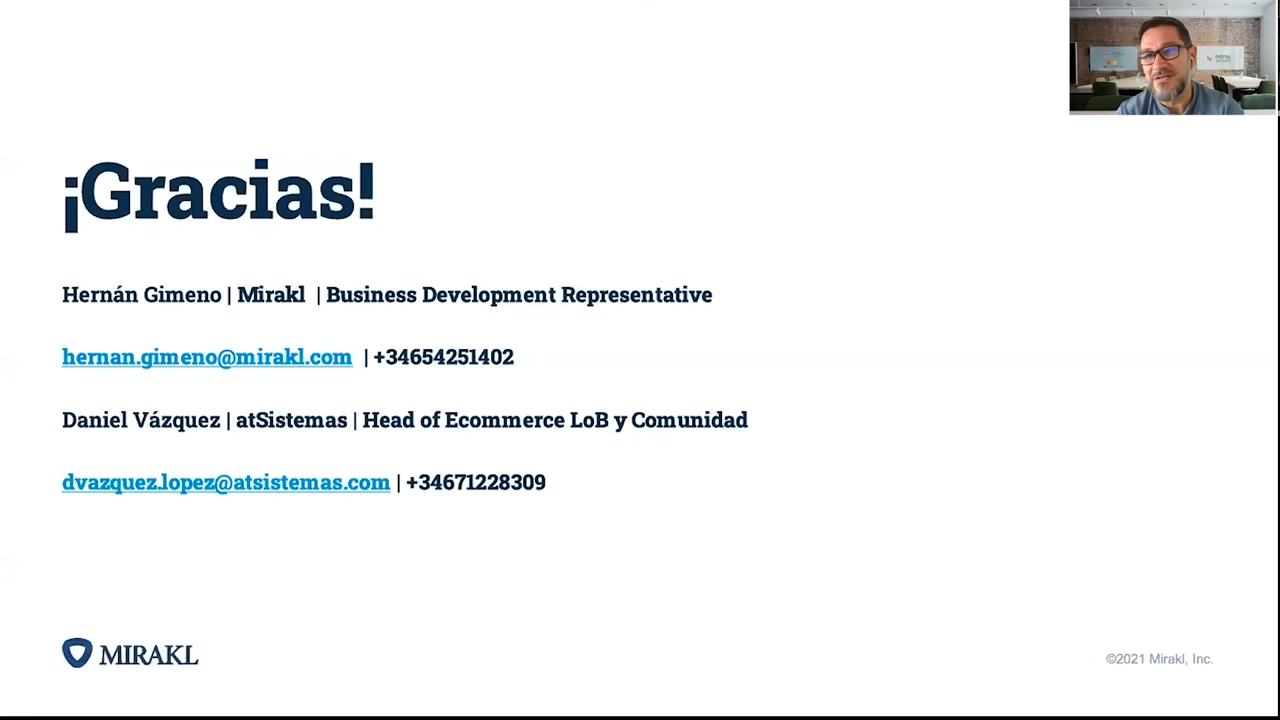 ¡Gracias!
Hernán Gimeno | Mirakl | Business Development Representative
hernan.gimeno@mirakl.com | +34654251402
Daniel Vázquez | atSistemas | Head of Ecommerce LoB y Comunidad
dvazquez.lopez@atsistemas.com | +34671228309
MIRAKL
©2021 Mirakl, Inc.